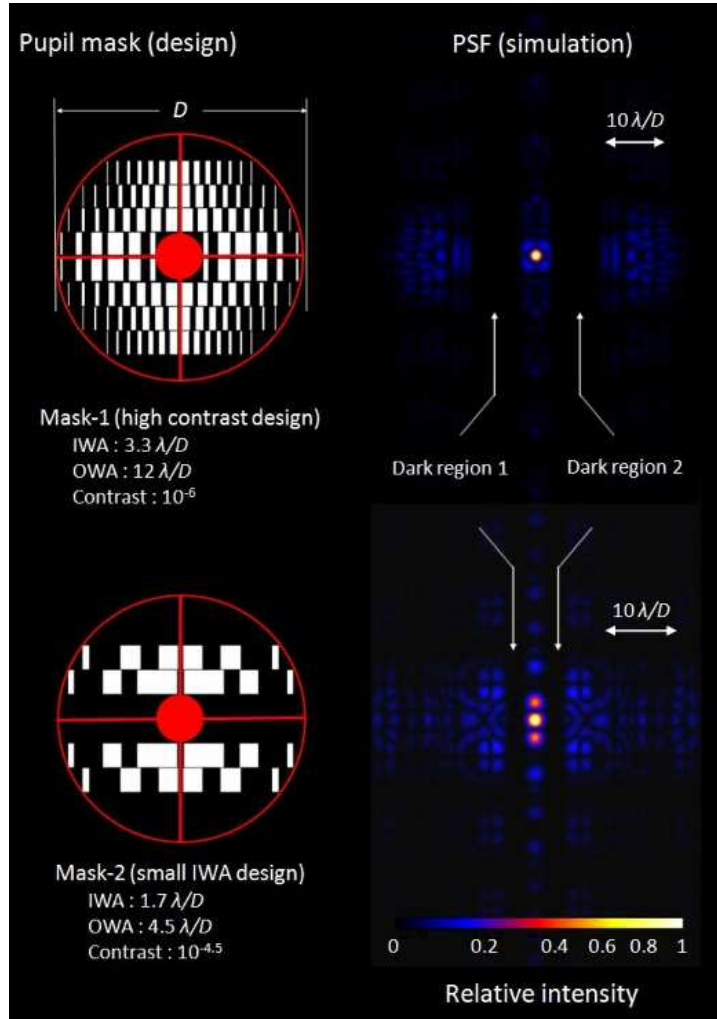 Pupil mask (design)
PSF (simulation)
D
10 λ/D
Mask-1 (high contrast design)
IWA : 3.3 λ/D
OWA : 12 λ/D
Contrast : 10⁻⁶
Dark region 1
Dark region 2
10 λ/D
Mask-2 (small IWA design)
IWA : 1.7 λ/D
OWA : 4.5 λ/D
Contrast : 10⁻⁴·⁵
0 0.2 0.4 0.6 0.8 1
Relative intensity